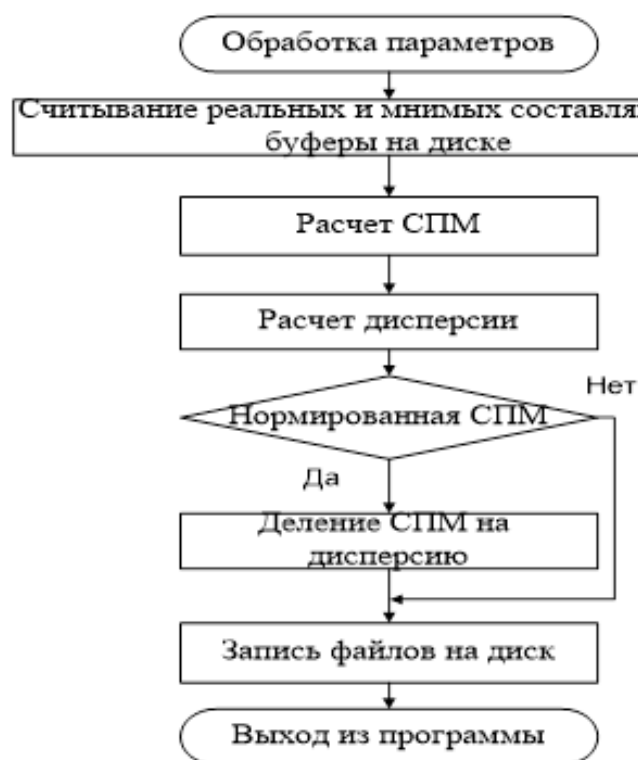 Обработка параметров
Считывание реальных и мнимых
буферы на диске
Расчет СПМ
Расчет дисперсии
Нет
Нормированная СПМ
Да
Деление СПМ на
дисперсию
Запись файлов на диск
Выход из программы